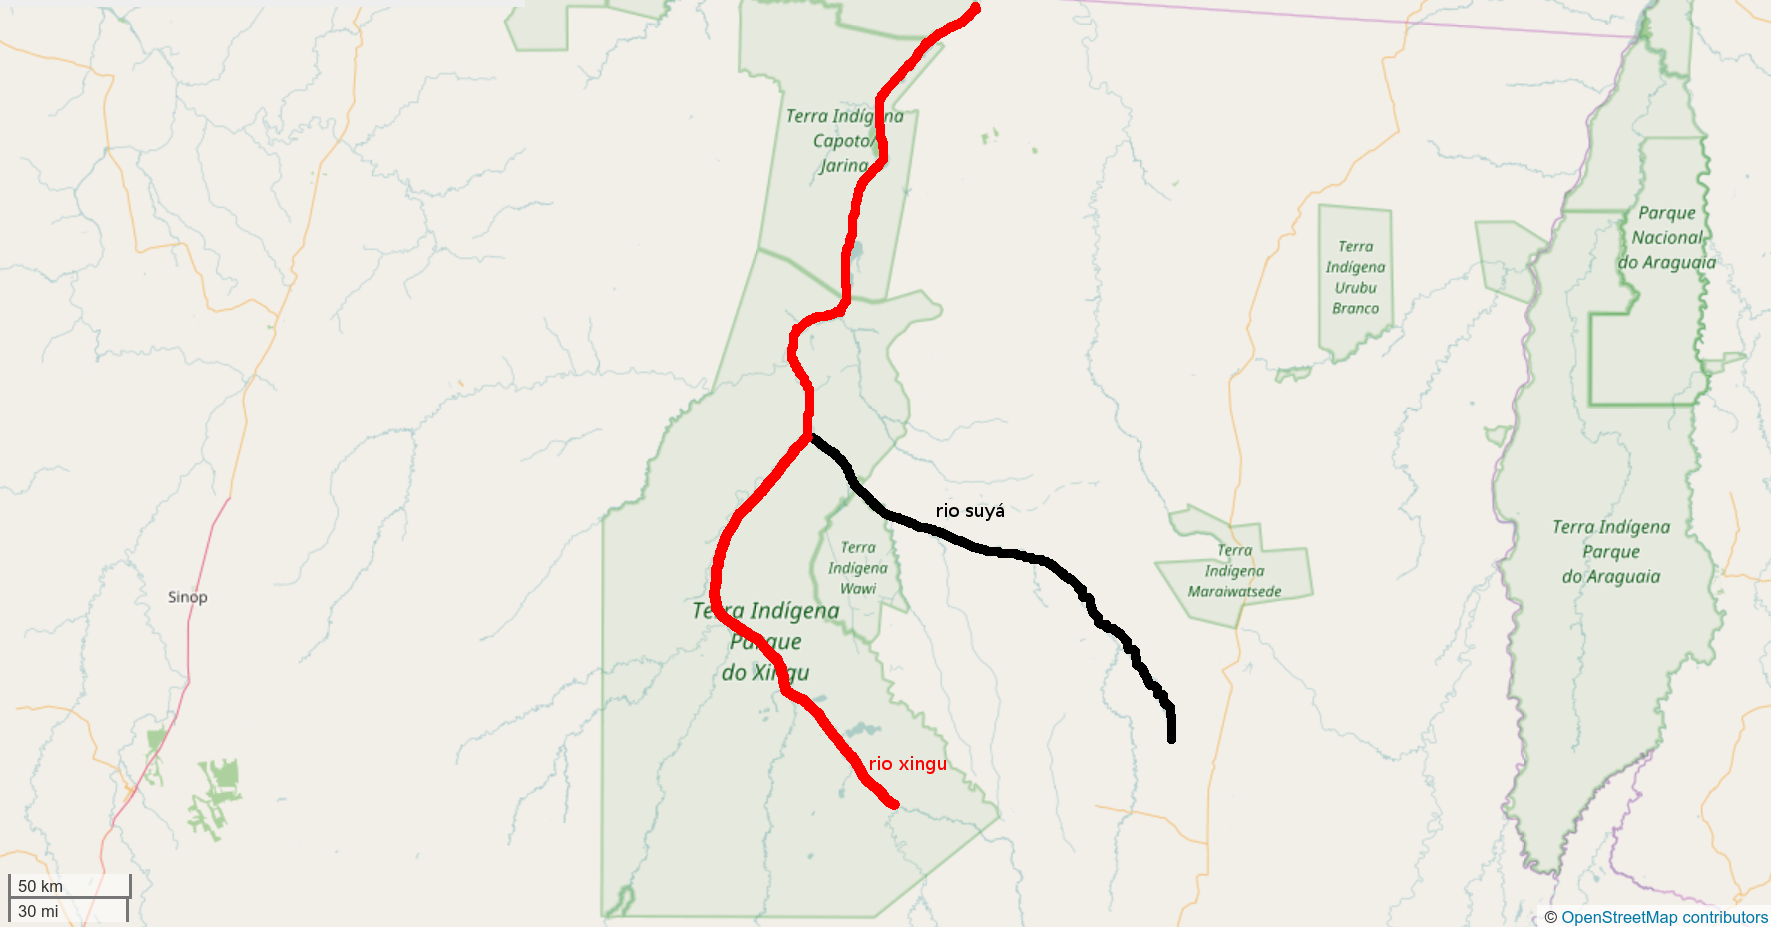 Terra Indígena
Capoto/
Jarina
Parque
Nacional
do Araguaia
Terra
Indígena
Urubu
Branco
rio suyá
Terra
Indígena
Wawi
Terra
Indígena
Maraiwatsede
Terra Indígena
Parque
do Araguaia
Sinop
Terra Indígena
Parque
do Xingu
rio xingu
50 km
30 mi
© OpenStreetMap contributors